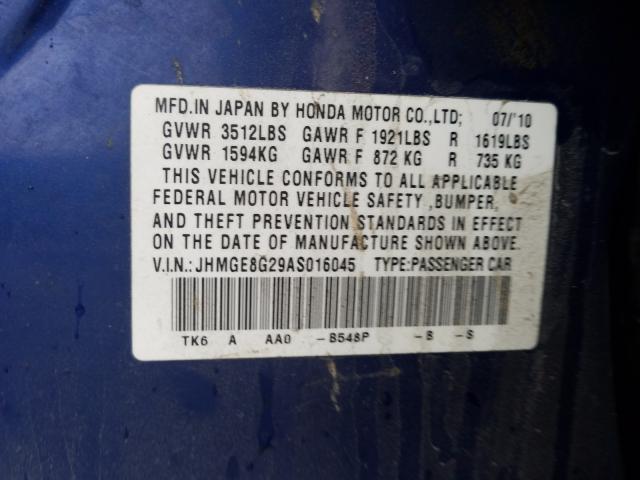 MFD.IN JAPAN BY HONDA MOTOR CO.,LTD; 07/'10
GVWR 3512LBS GAWR F 1921LBS R 1619LBS
GVWR 1594KG GAWR F 872 KG R 735 KG
THIS VEHICLE CONFORMS TO ALL APPLICABLE
FEDERAL MOTOR VEHICLE SAFETY ,BUMPER,
AND THEFT PREVENTION STANDARDS IN EFFECT
ON THE DATE OF MANUFACTURE SHOWN ABOVE.
V.I.N.: JHMGE8G29AS016045 TYPE:PASSENGER CAR
TK6 A AA0 -B548P -B -S